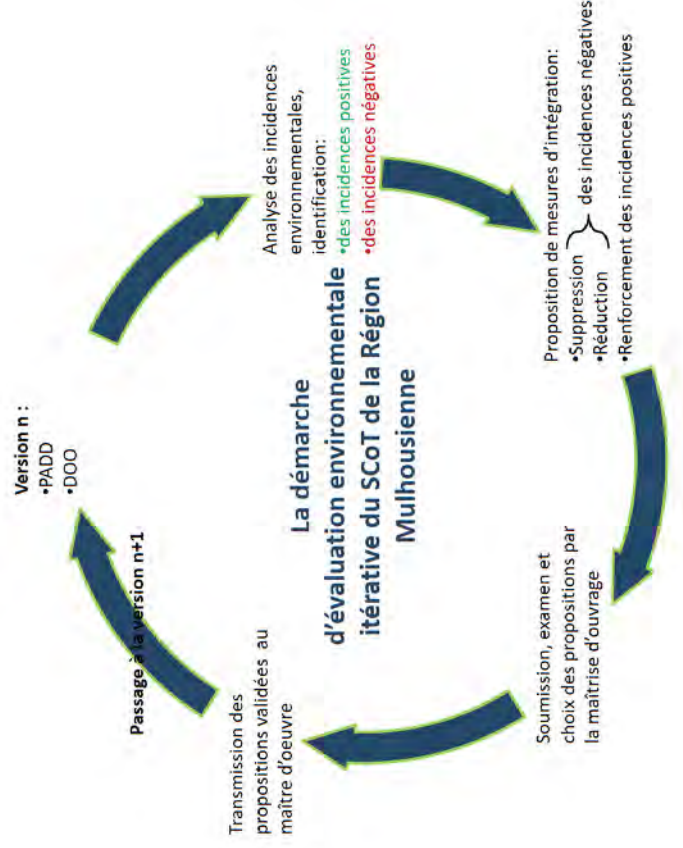 Version n :
•PADD
•DOO
Analyse des incidences
environnementales,
identification:
•des incidences positives
•des incidences négatives
Proposition de mesures d'intégration:
•Suppression
•Réduction
des incidences négatives
•Renforcement des incidences positives
Soumission, examen et
choix des propositions par
la maîtrise d'ouvrage
Transmission des
propositions validées au
maître d'oeuvre
Passage à la version n+1
La démarche
d'évaluation environnementale
itérative du SCoT de la Région
Mulhousienne